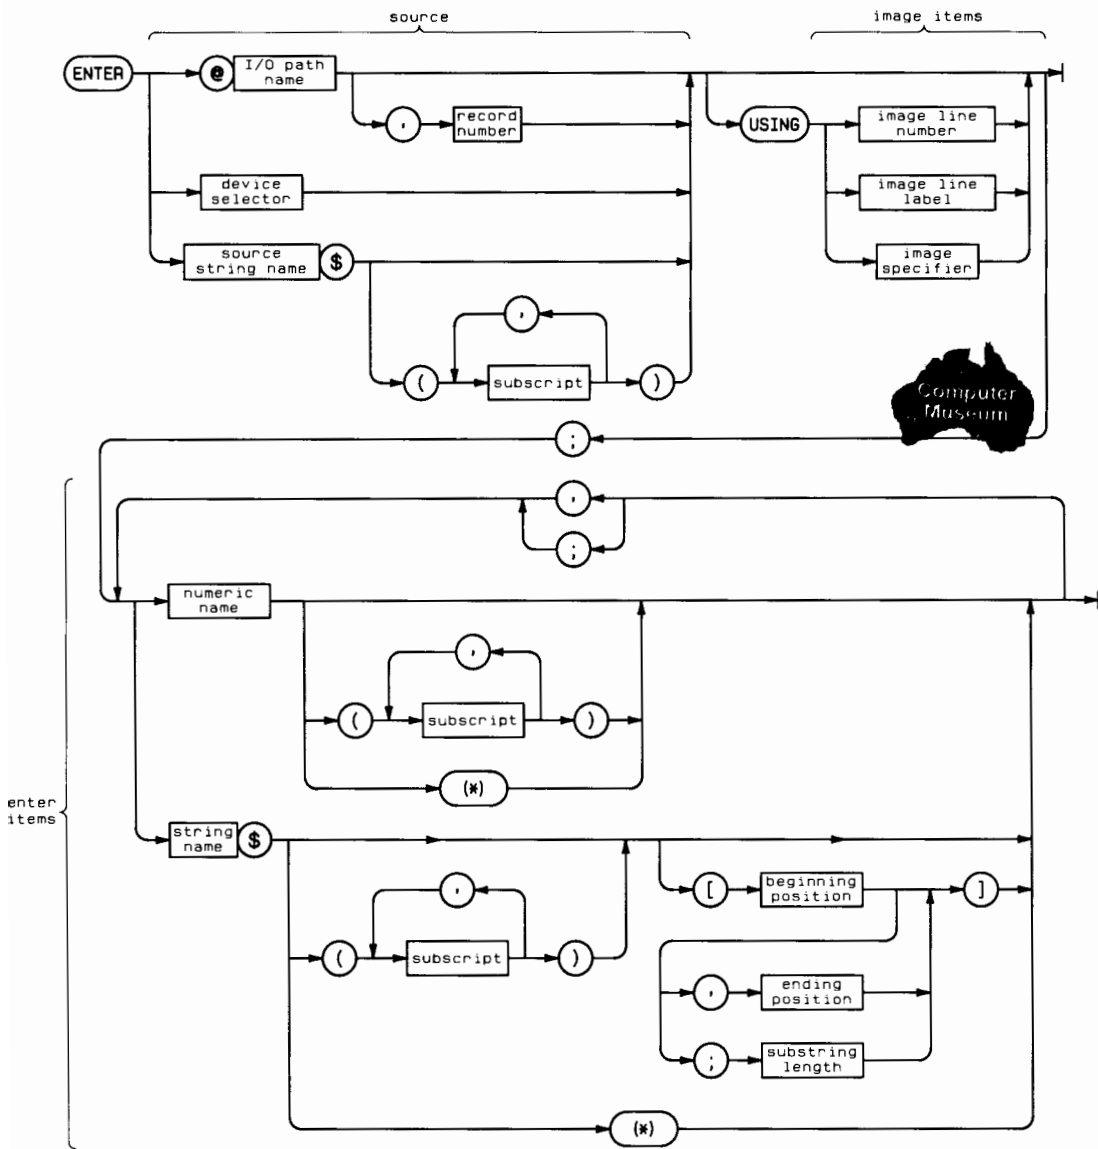 source
image items
ENTER
@
I/O path
name
,
record
number
USING
image line
number
device
selector
image line
label
source
string name
$
image
specifier
,
(
subscript
)
Computer
Museum
;
,
;
numeric
name
,
(
subscript
)
(*)
enter
items
string
name
$
,
[
beginning
position
]
(
subscript
)
,
ending
position
;
substring
length
(*)